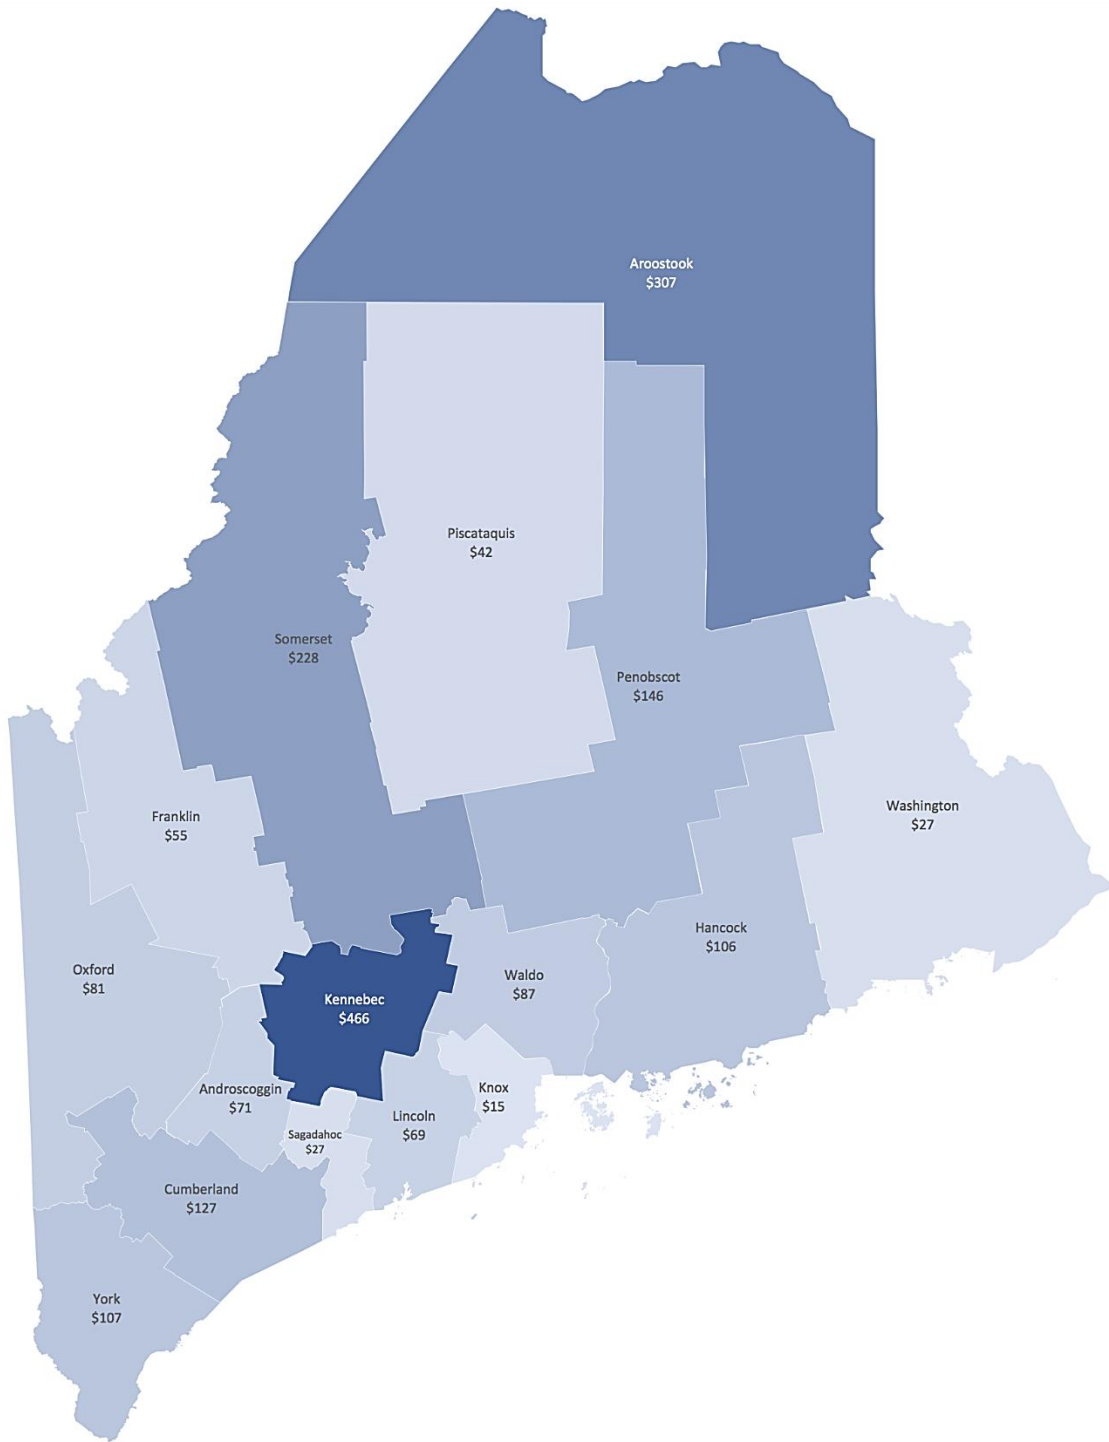 Aroostook
$307
Piscataquis
$42
Somerset
$228
Penobscot
$146
Washington
$27
Franklin
$55
Hancock
$106
Oxford
$81
Waldo
$87
Kennebec
$466
Androscoggin
$71
Knox
$15
Lincoln
$69
Sagadahoc
$27
Cumberland
$127
York
$107